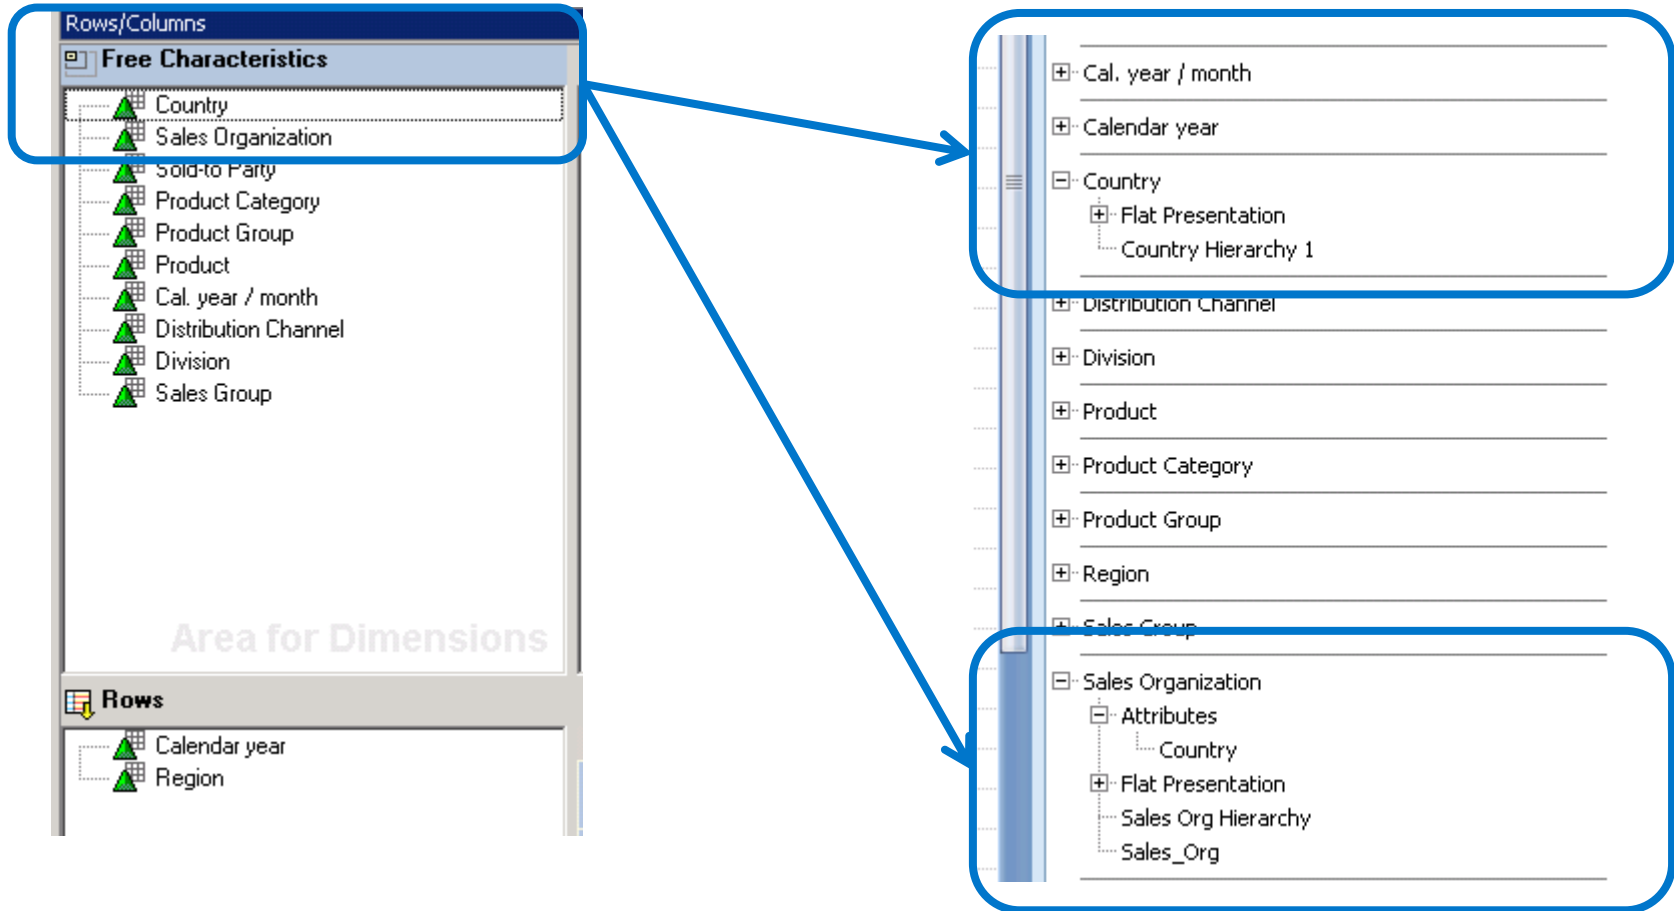 Rows/Columns
Free Characteristics
Country
Sales Organization
Sold-to Party
Product Category
Product Group
Product
Cal. year / month
Distribution Channel
Division
Sales Group
Area for Dimensions
Rows
Calendar year
Region
Cal. year / month
Calendar year
Country
Flat Presentation
Country Hierarchy 1
Distribution Channel
Division
Product
Product Category
Product Group
Region
Sales Group
Sales Organization
Attributes
Country
Flat Presentation
Sales Org Hierarchy
Sales_Org